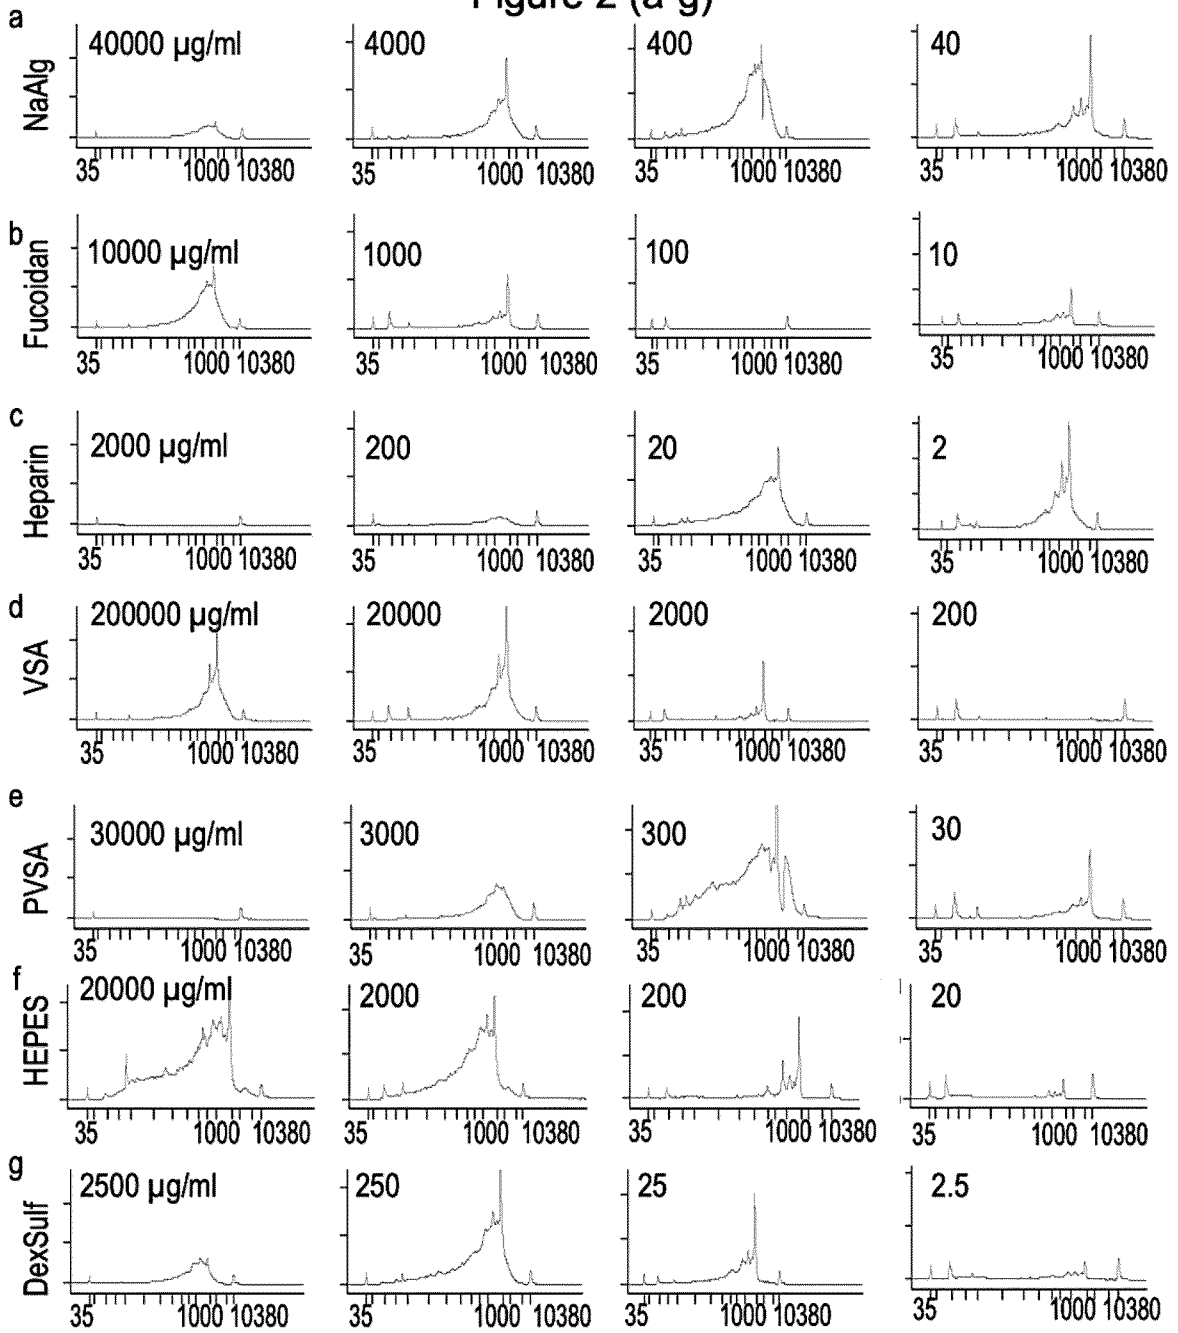 Figure 2 (a-g)
a
NaAlg
40000 µg/ml
4000
400
40
35 1000 10380
35 1000 10380
35 1000 10380
35 1000 10380
b
Fucoidan
10000 µg/ml
1000
100
10
35 1000 10380
35 1000 10380
35 1000 10380
35 1000 10380
c
Heparin
2000 µg/ml
200
20
2
35 1000 10380
35 1000 10380
35 1000 10380
35 1000 10380
d
VSA
200000 µg/ml
20000
2000
200
35 1000 10380
35 1000 10380
35 1000 10380
35 1000 10380
e
PVSA
30000 µg/ml
3000
300
30
35 1000 10380
35 1000 10380
35 1000 10380
35 1000 10380
f
HEPES
20000 µg/ml
2000
200
20
35 1000 10380
35 1000 10380
35 1000 10380
35 1000 10380
g
DexSulf
2500 µg/ml
250
25
2.5
35 1000 10380
35 1000 10380
35 1000 10380
35 1000 10380